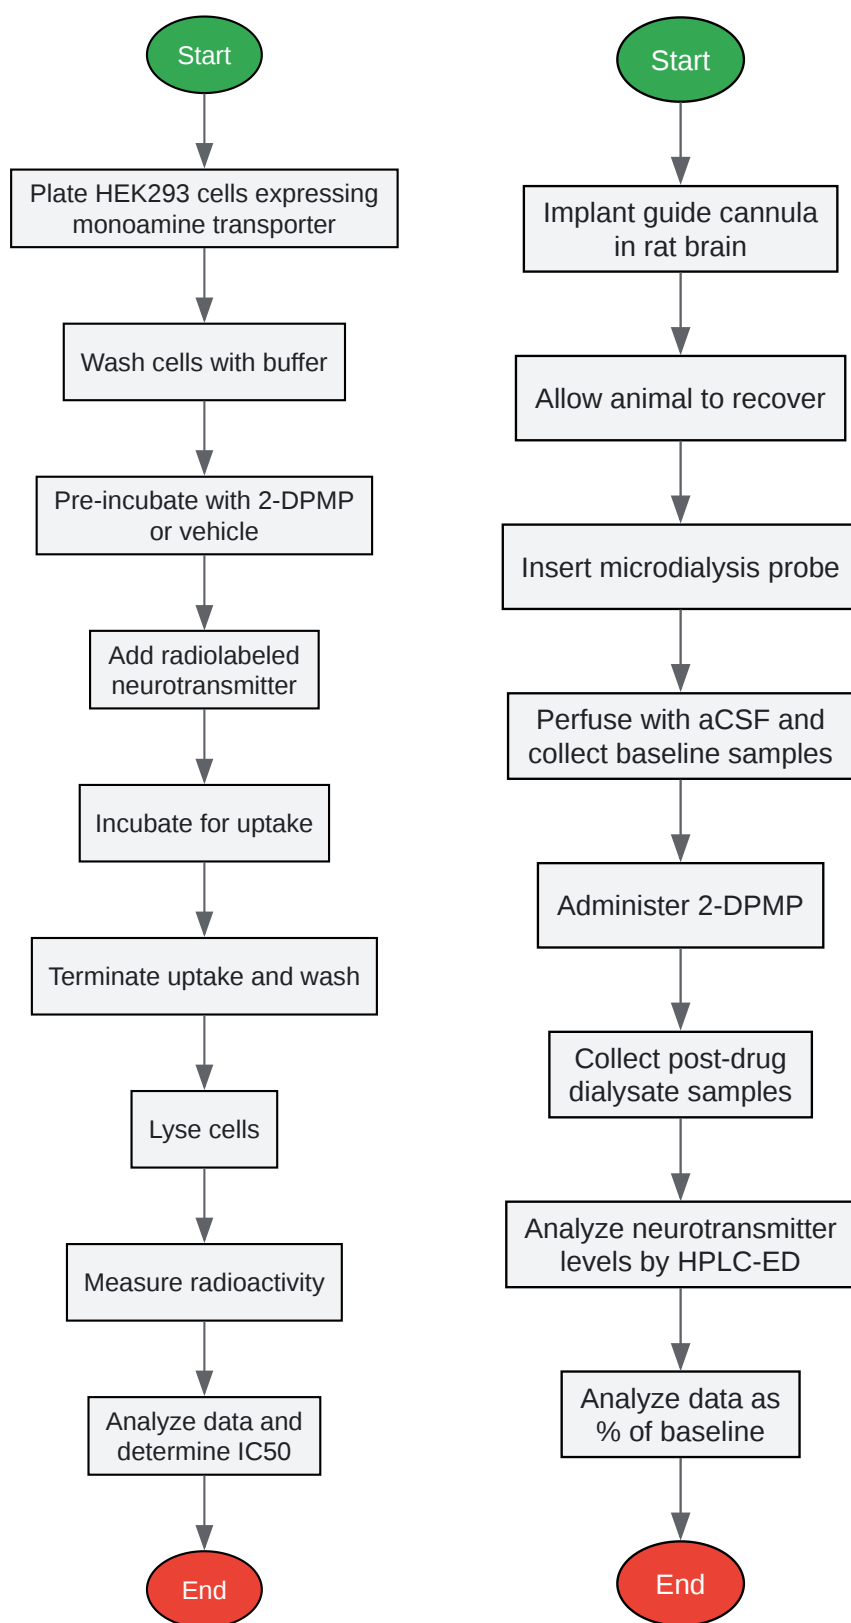 Start
Plate HEK293 cells expressing
monoamine transporter
Wash cells with buffer
Pre-incubate with 2-DPMP
or vehicle
Add radiolabeled
neurotransmitter
Incubate for uptake
Terminate uptake and wash
Lyse cells
Measure radioactivity
Analyze data and
determine IC50
End
Start
Implant guide cannula
in rat brain
Allow animal to recover
Insert microdialysis probe
Perfuse with aCSF and
collect baseline samples
Administer 2-DPMP
Collect post-drug
dialysate samples
Analyze neurotransmitter
levels by HPLC-ED
Analyze data as
% of baseline
End